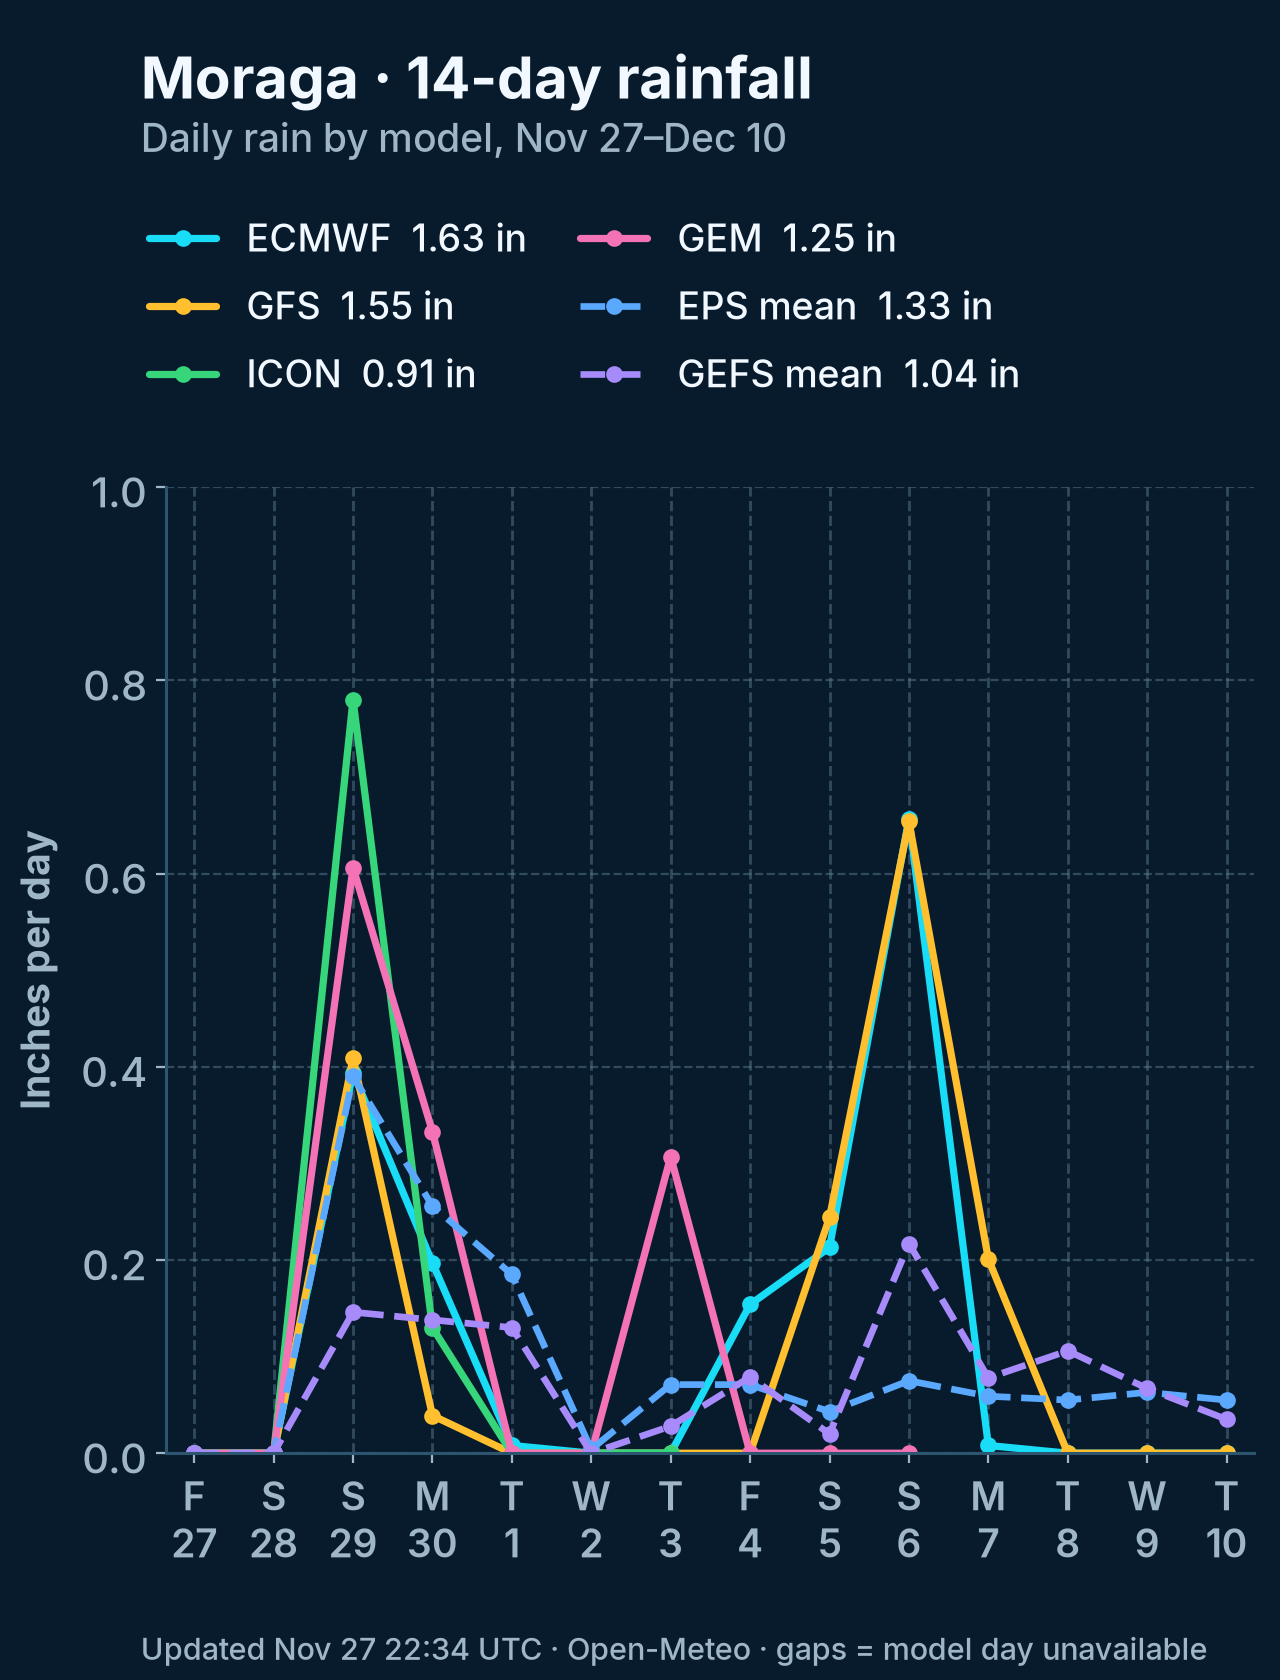 Moraga · 14-day rainfall
Daily rain by model, Nov 27–Dec 10
ECMWF 1.63 in
GEM 1.25 in
GFS 1.55 in
EPS mean 1.33 in
ICON 0.91 in
GEFS mean 1.04 in
Inches per day
1.0
0.8
0.6
0.4
0.2
0.0
F S S M T W T F S S M T W T
27 28 29 30 1 2 3 4 5 6 7 8 9 10
Updated Nov 27 22:34 UTC · Open-Meteo · gaps = model day unavailable